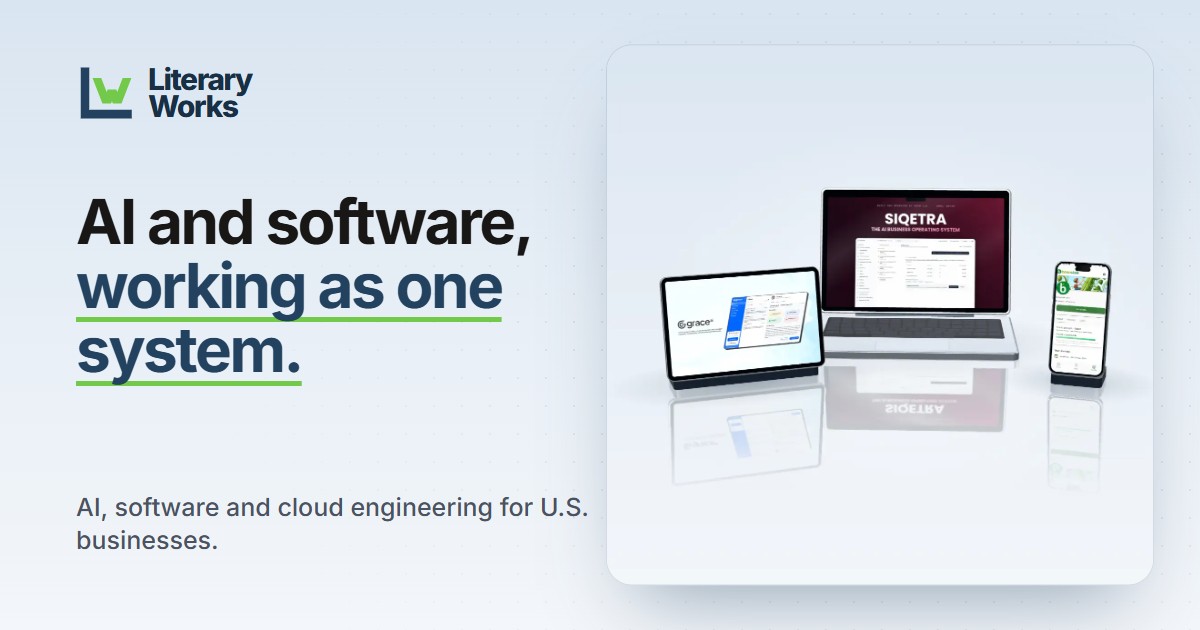 Literary
Works
AI and software,
working as one
system.
AI, software and cloud engineering for U.S.
businesses.
SIQETRA
THE AI BUSINESS OPERATING SYSTEM
grace